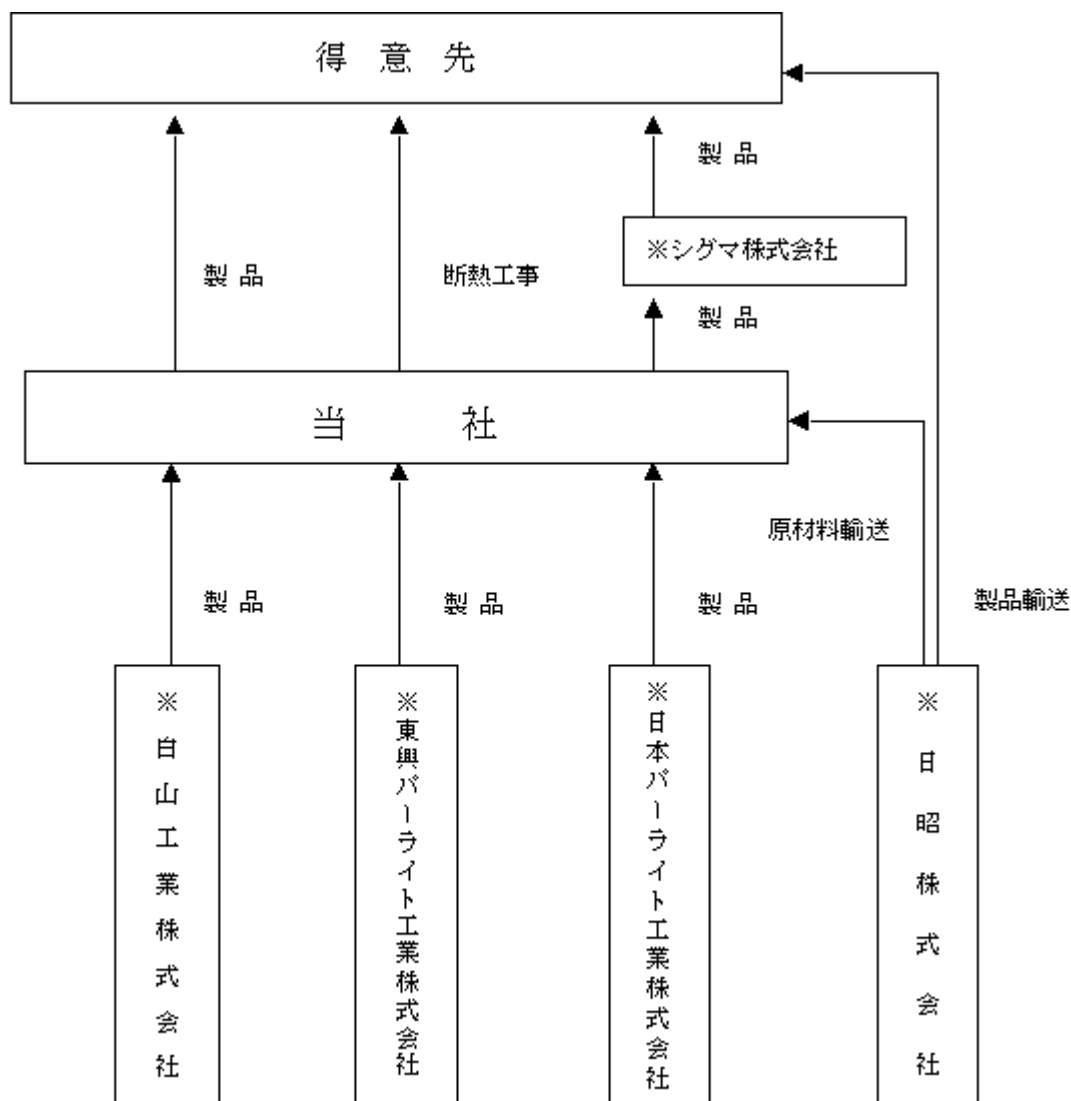 得 意 先
製 品
※シグマ株式会社
製 品
断熱工事
製 品
当 社
原材料輸送
製 品
製 品
製 品
製品輸送
※白山工業株式会社
※東興パーライト工業株式会社
※日本パーライト工業株式会社
※日昭株式会社